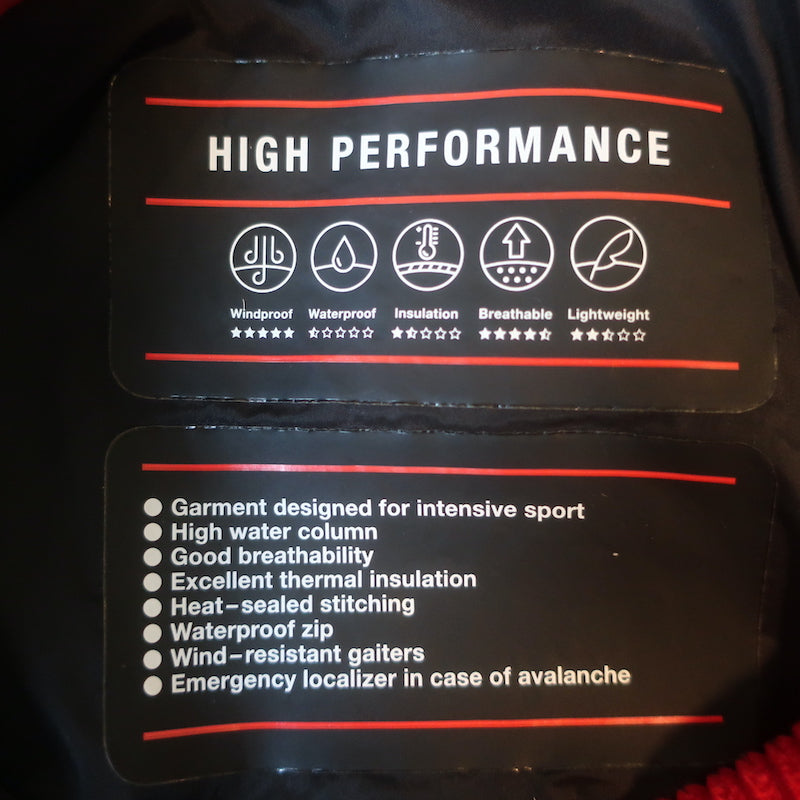 HIGH PERFORMANCE
Windproof Waterproof Insulation Breathable Lightweight
Garment designed for intensive sport
High water column
Good breathability
Excellent thermal insulation
Heat-sealed stitching
Waterproof zip
Wind-resistant gaiters
Emergency localizer in case of avalanche